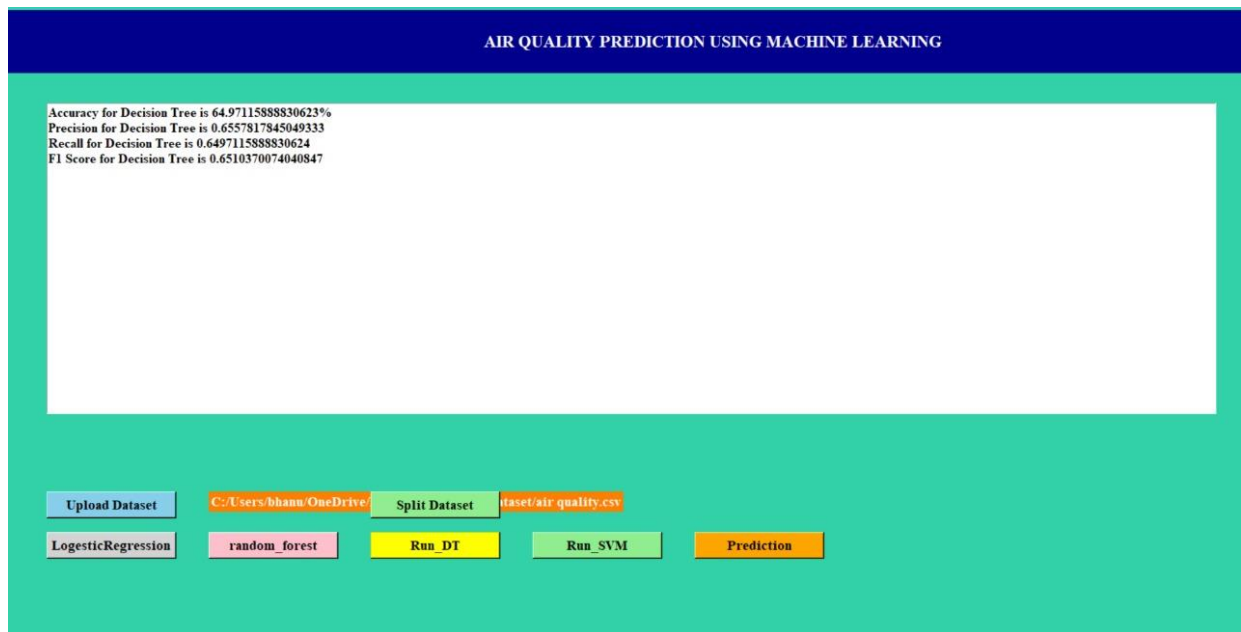 AIR QUALITY PREDICTION USING MACHINE LEARNING
Accuracy for Decision Tree is 64.97115888830623%
Precision for Decision Tree is 0.6557817845049333
Recall for Decision Tree is 0.6497115888830624
F1 Score for Decision Tree is 0.6510370074040847
Upload Dataset C:/Users/bhanu/OneDrive/ Split Dataset taset/air quality.csv
LogesticRegression random_forest Run_DT Run_SVM Prediction